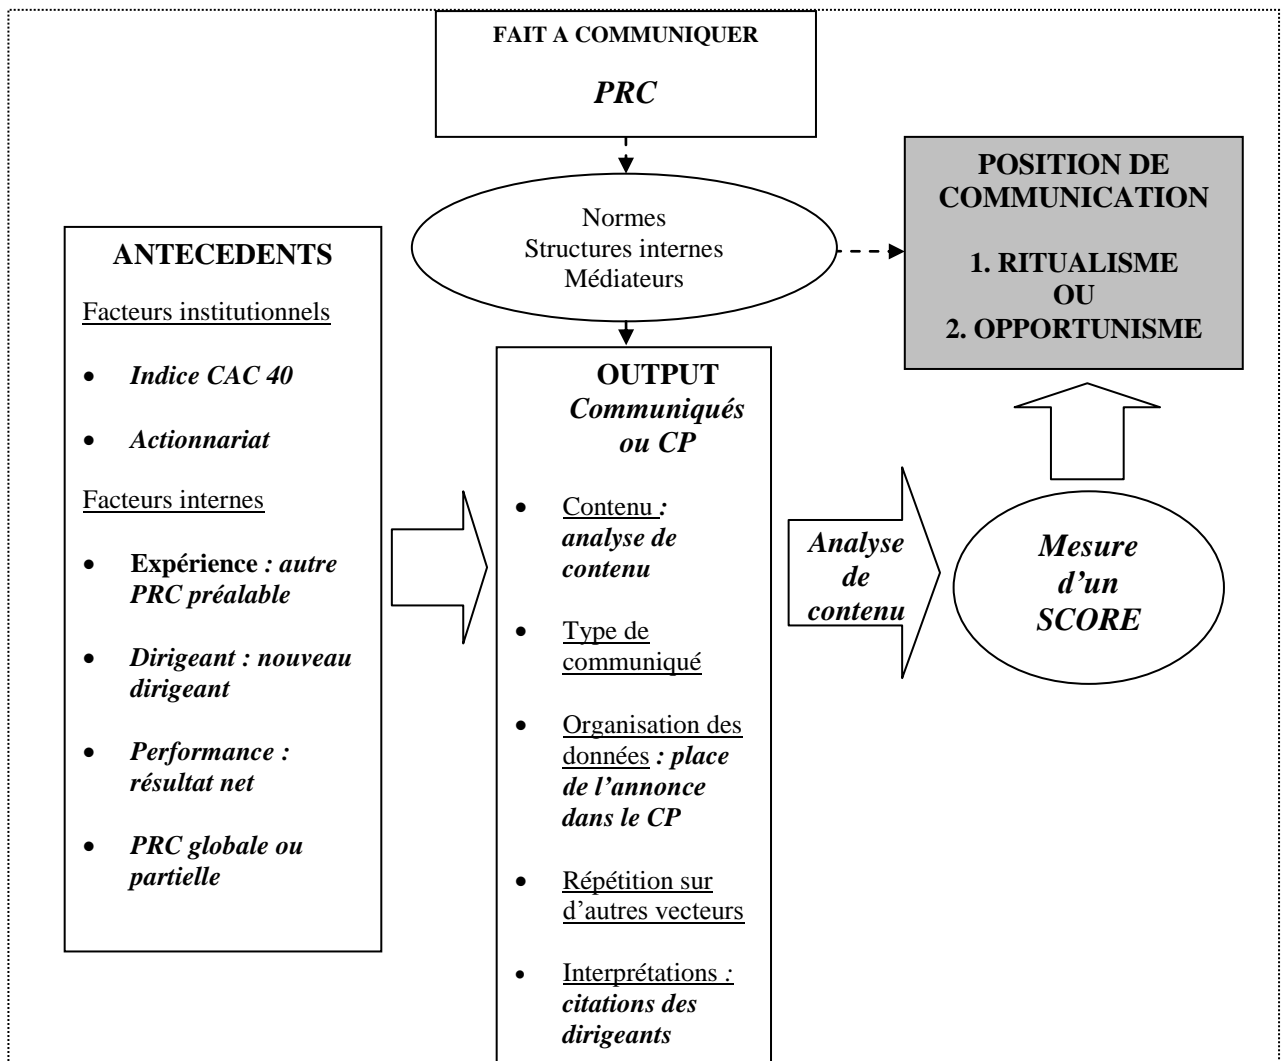 FAIT A COMMUNIQUER
PRC
Normes
Structures internes
Médiateurs
POSITION DE
COMMUNICATION
1. RITUALISME
OU
2. OPPORTUNISME
ANTECEDENTS
Facteurs institutionnels
• Indice CAC 40
• Actionnariat
Facteurs internes
• Expérience : autre
PRC préalable
• Dirigeant : nouveau
dirigeant
• Performance :
résultat net
• PRC globale ou
partielle
OUTPUT
Communiqués
ou CP
• Contenu :
analyse de
contenu
• Type de
communiqué
• Organisation des
données : place
de l’annonce
dans le CP
• Répétition sur
d’autres vecteurs
• Interprétations :
citations des
dirigeants
Analyse
de
contenu
Mesure
d’un
SCORE